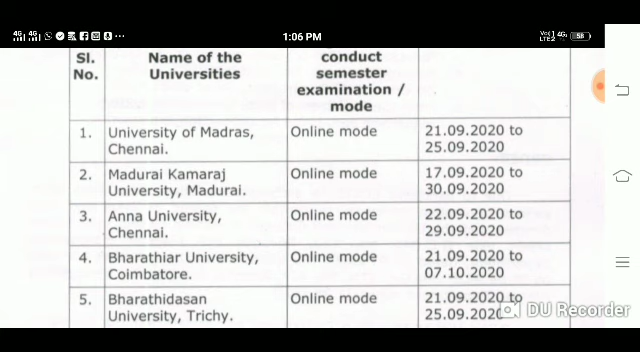 1:06 PM
58
Sl. No.
Name of the Universities
conduct semester examination / mode
1. University of Madras, Chennai. Online mode 21.09.2020 to 25.09.2020
2. Madurai Kamaraj University, Madurai. Online mode 17.09.2020 to 30.09.2020
3. Anna University, Chennai. Online mode 22.09.2020 to 29.09.2020
4. Bharathiar University, Coimbatore. Online mode 21.09.2020 to 07.10.2020
5. Bharathidasan University, Trichy. Online mode 21.09.2020 to 25.09.2020
DU Recorder